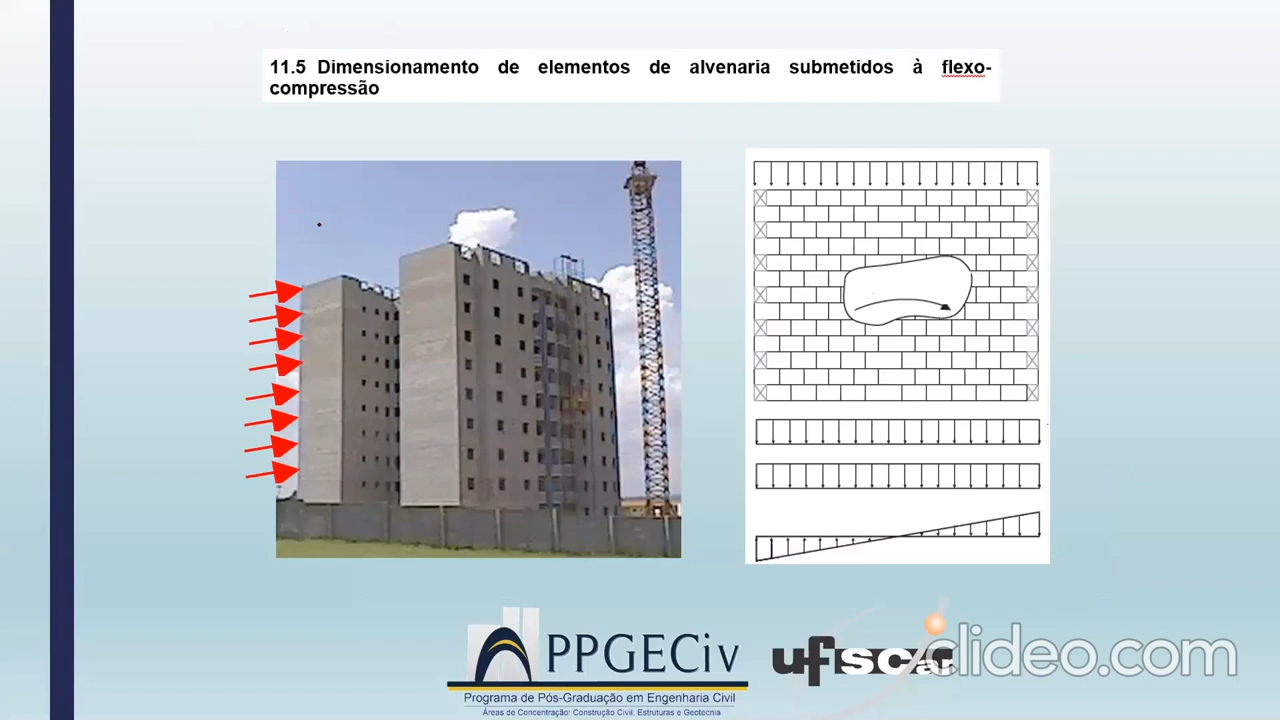 11.5 Dimensionamento de elementos de alvenaria submetidos à flexo-
compressão
PPGECiv
Programa de Pós-Graduação em Engenharia Civil
Áreas de Concentração: Construção Civil, Estruturas e Geotecnia
ufscar
clideo.com